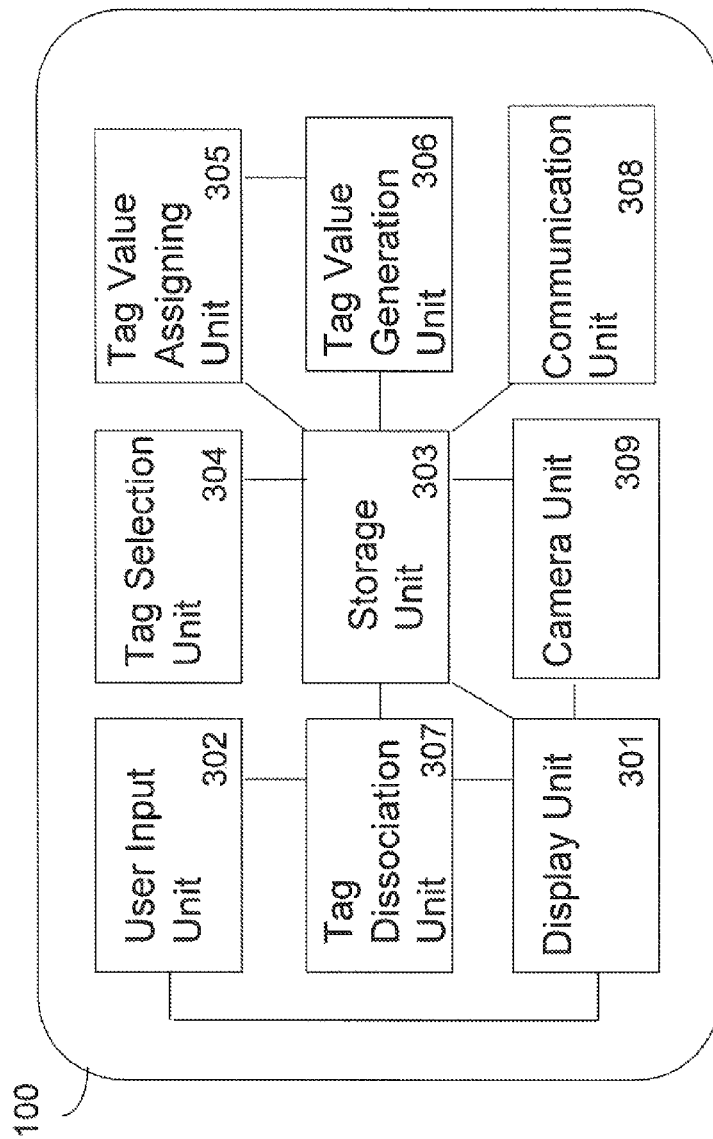 100
User Input
Unit
302
Tag Selection
Unit
304
Tag Value
Assigning
Unit
305
Tag
Dissociation
Unit
307
Storage
Unit
303
Tag Value
Generation
Unit
306
Display Unit
301
Camera Unit
309
Communication
Unit
308